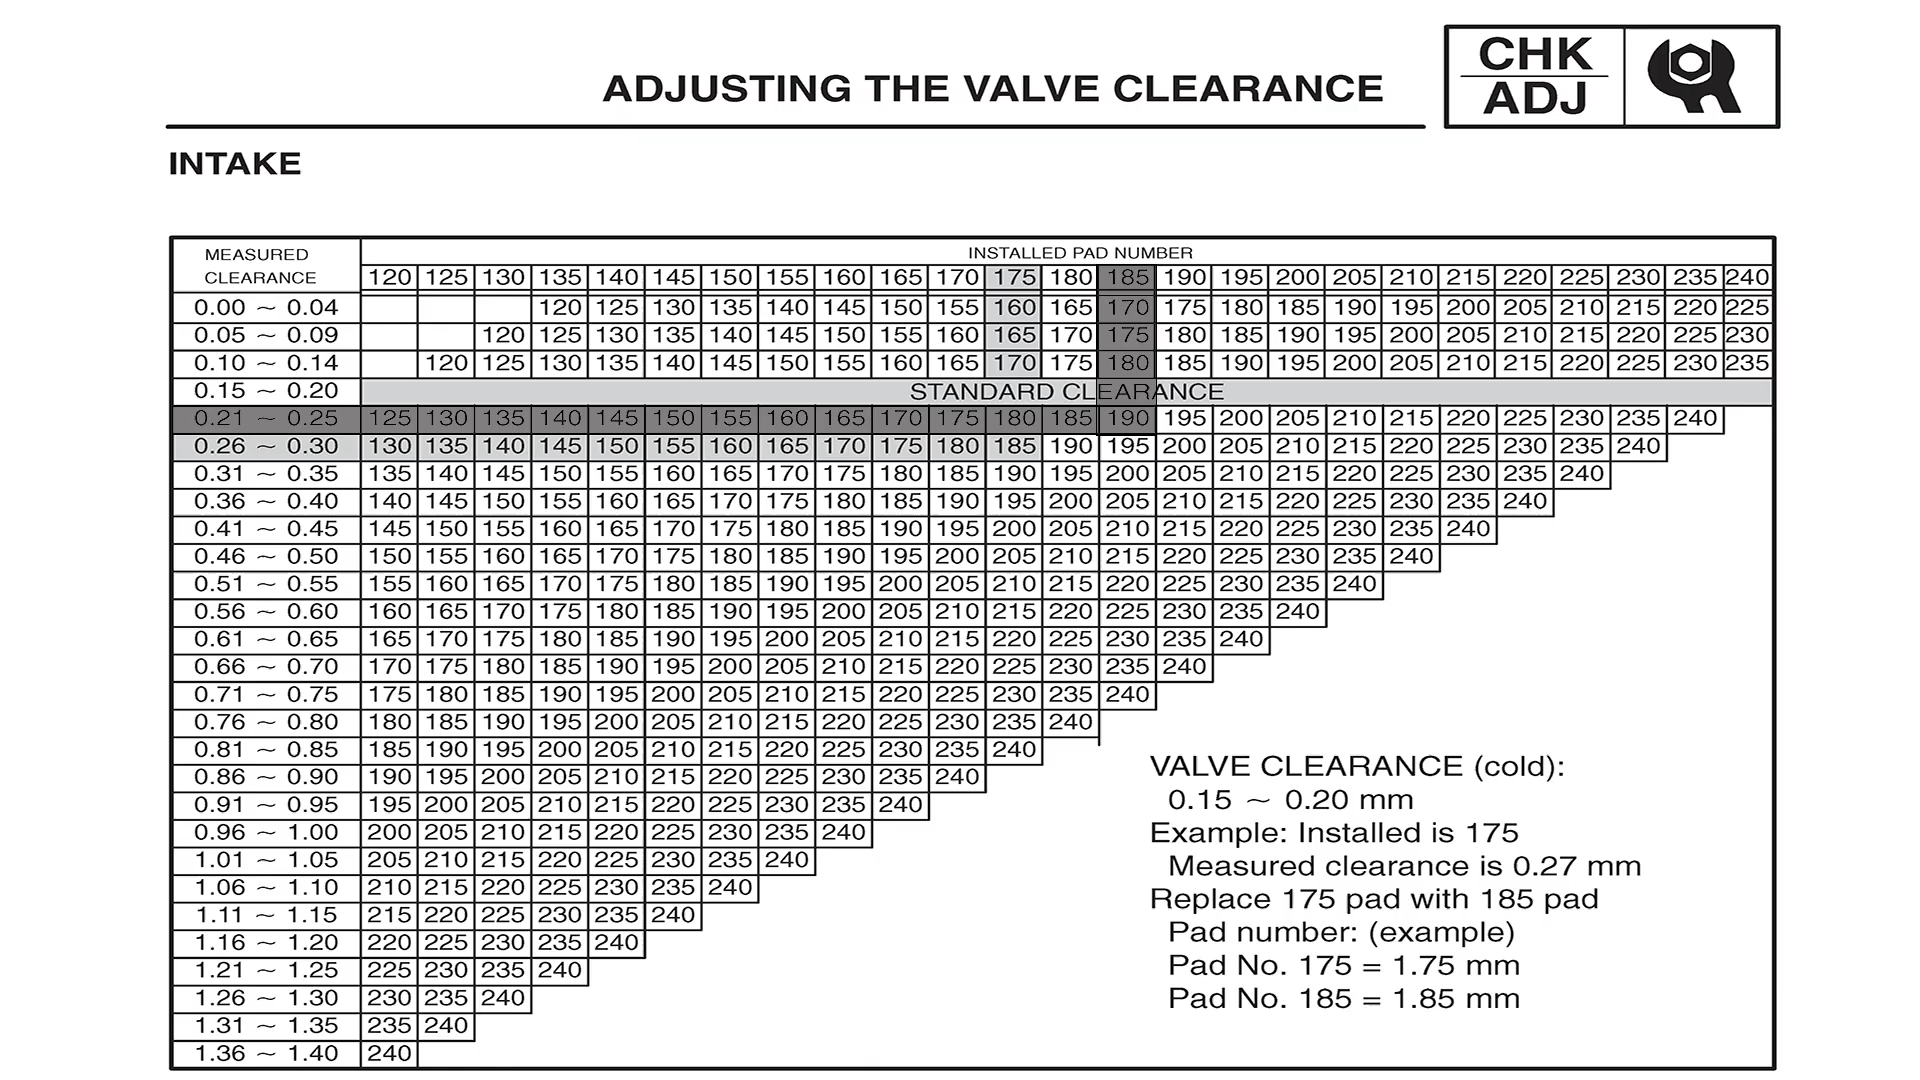 CHK
ADJ
ADJUSTING THE VALVE CLEARANCE
INTAKE
MEASURED CLEARANCE INSTALLED PAD NUMBER
120 125 130 135 140 145 150 155 160 165 170 175 180 185 190 195 200 205 210 215 220 225 230 235 240
0.00 ~ 0.04 120 125 130 135 140 145 150 155 160 165 170 175 180 185 190 195 200 205 210 215 220 225
0.05 ~ 0.09 120 125 130 135 140 145 150 155 160 165 170 175 180 185 190 195 200 205 210 215 220 225 230
0.10 ~ 0.14 120 125 130 135 140 145 150 155 160 165 170 175 180 185 190 195 200 205 210 215 220 225 230 235
0.15 ~ 0.20 STANDARD CLEARANCE
0.21 ~ 0.25 125 130 135 140 145 150 155 160 165 170 175 180 185 190 195 200 205 210 215 220 225 230 235 240
0.26 ~ 0.30 130 135 140 145 150 155 160 165 170 175 180 185 190 195 200 205 210 215 220 225 230 235 240
0.31 ~ 0.35 135 140 145 150 155 160 165 170 175 180 185 190 195 200 205 210 215 220 225 230 235 240
0.36 ~ 0.40 140 145 150 155 160 165 170 175 180 185 190 195 200 205 210 215 220 225 230 235 240
0.41 ~ 0.45 145 150 155 160 165 170 175 180 185 190 195 200 205 210 215 220 225 230 235 240
0.46 ~ 0.50 150 155 160 165 170 175 180 185 190 195 200 205 210 215 220 225 230 235 240
0.51 ~ 0.55 155 160 165 170 175 180 185 190 195 200 205 210 215 220 225 230 235 240
0.56 ~ 0.60 160 165 170 175 180 185 190 195 200 205 210 215 220 225 230 235 240
0.61 ~ 0.65 165 170 175 180 185 190 195 200 205 210 215 220 225 230 235 240
0.66 ~ 0.70 170 175 180 185 190 195 200 205 210 215 220 225 230 235 240
0.71 ~ 0.75 175 180 185 190 195 200 205 210 215 220 225 230 235 240
0.76 ~ 0.80 180 185 190 195 200 205 210 215 220 225 230 235 240
0.81 ~ 0.85 185 190 195 200 205 210 215 220 225 230 235 240
0.86 ~ 0.90 190 195 200 205 210 215 220 225 230 235 240
0.91 ~ 0.95 195 200 205 210 215 220 225 230 235 240
0.96 ~ 1.00 200 205 210 215 220 225 230 235 240
1.01 ~ 1.05 205 210 215 220 225 230 235 240
1.06 ~ 1.10 210 215 220 225 230 235 240
1.11 ~ 1.15 215 220 225 230 235 240
1.16 ~ 1.20 220 225 230 235 240
1.21 ~ 1.25 225 230 235 240
1.26 ~ 1.30 230 235 240
1.31 ~ 1.35 235 240
1.36 ~ 1.40 240
VALVE CLEARANCE (cold):
0.15 ~ 0.20 mm
Example: Installed is 175
Measured clearance is 0.27 mm
Replace 175 pad with 185 pad
Pad number: (example)
Pad No. 175 = 1.75 mm
Pad No. 185 = 1.85 mm